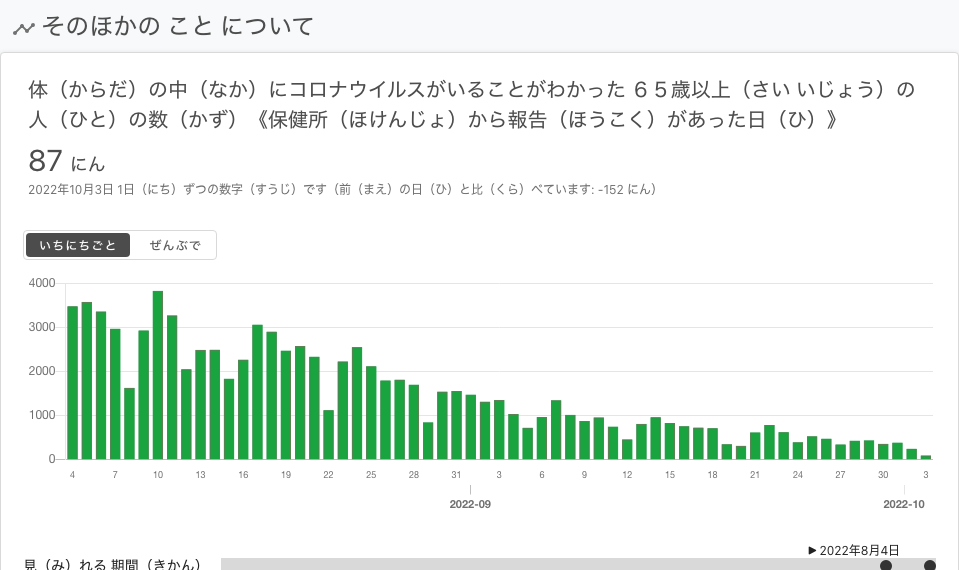 そのほかの こと について
体（からだ）の中（なか）にコロナウイルスがいることがわかった ６５歳以上（さい いじょう）の
人（ひと）の数（かず）《保健所（ほけんじょ）から報告（ほうこく）があった日（ひ）》
87 にん
2022年10月3日 1日（にち）ずつの数字（すうじ）です（前（まえ）の日（ひ）と比（くら）べています: -152 にん）
いちにちごと ぜんぶで
4000
3000
2000
1000
0
4 7 10 13 16 19 22 25 28 31 3 6 9 12 15 18 21 24 27 30 3
2022-09 2022-10
▶ 2022年8月4日
見（み）れる 期間（きかん）